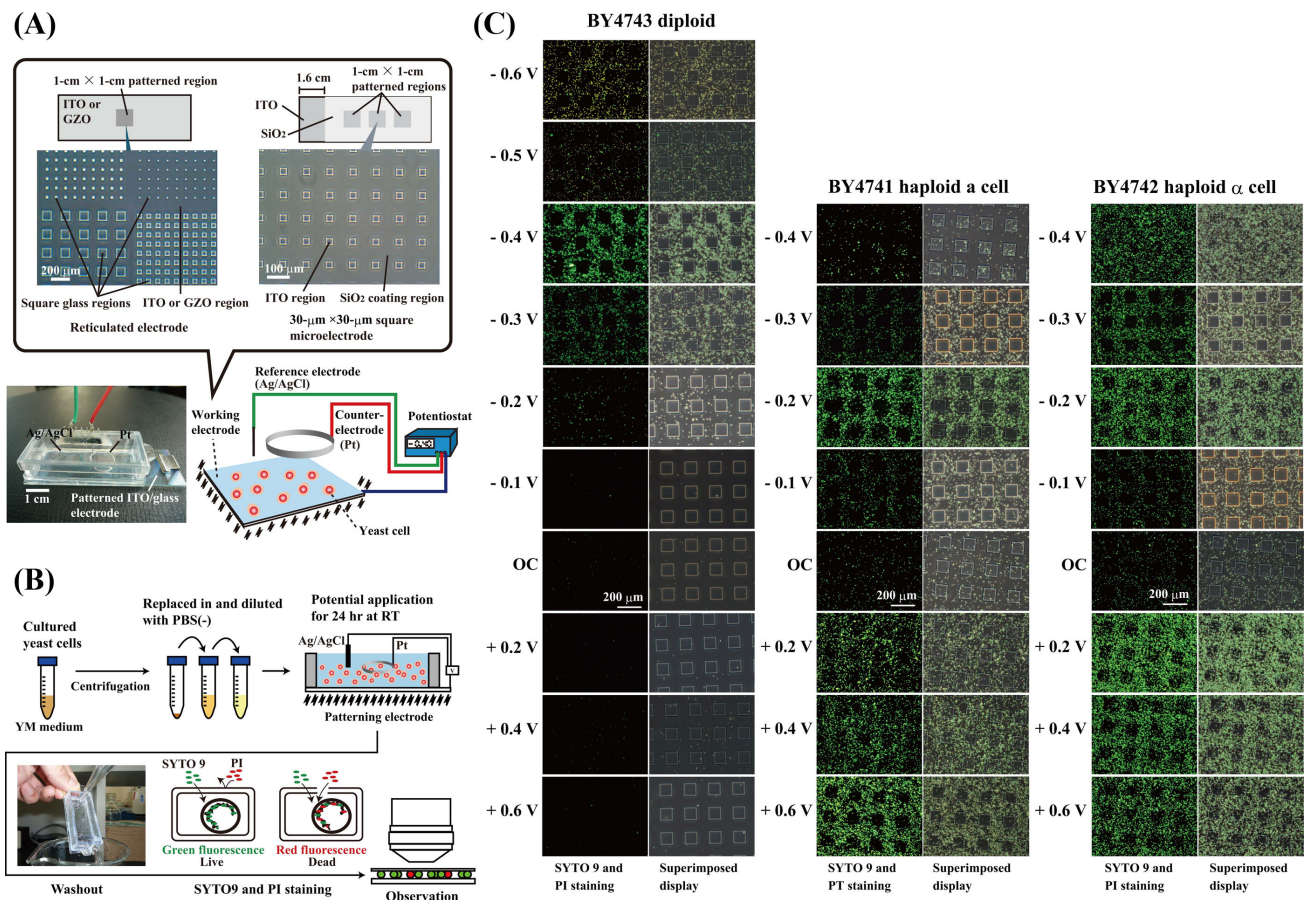 (A)
1-cm × 1-cm patterned region
ITO or
GZO
200 μm
Square glass regions
ITO or GZO region
Reticulated electrode
1.6 cm
1-cm × 1-cm
patterned regions
ITO
SiO2
100 μm
ITO region
SiO2 coating region
30-μm ×30-μm square
microelectrode
Ag/AgCl
Pt
1 cm
Patterned ITO/glass
electrode
Reference electrode
(Ag/AgCl)
Working
electrode
Counter-
electrode
(Pt)
Potentiostat
Yeast cell
(B)
Cultured
yeast cells
YM medium
Centrifugation
Replaced in and diluted
with PBS(-)
Potential application
for 24 hr at RT
Ag/AgCl
Pt
V
Patterning electrode
Washout
SYTO 9
PI
Green fluorescence
Live
Red fluorescence
Dead
SYTO9 and PI staining
Observation
(C)
BY4743 diploid
- 0.6 V
- 0.5 V
- 0.4 V
- 0.3 V
- 0.2 V
- 0.1 V
OC
200 μm
+ 0.2 V
+ 0.4 V
+ 0.6 V
SYTO 9 and
PI staining
Superimposed
display
BY4741 haploid a cell
- 0.4 V
- 0.3 V
- 0.2 V
- 0.1 V
OC
200 μm
+ 0.2 V
+ 0.4 V
+ 0.6 V
SYTO 9 and
PT staining
Superimposed
display
BY4742 haploid α cell
- 0.4 V
- 0.3 V
- 0.2 V
- 0.1 V
OC
200 μm
+ 0.2 V
+ 0.4 V
+ 0.6 V
SYTO 9 and
PI staining
Superimposed
display